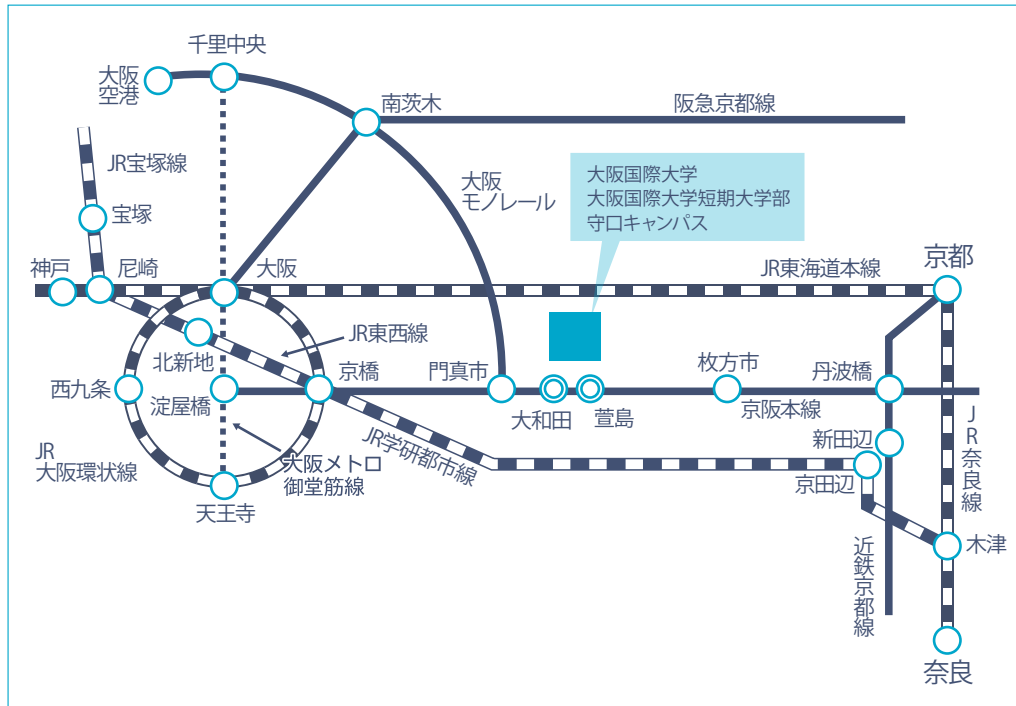 千里中央
大阪
空港
南茨木
阪急京都線
JR宝塚線
大阪
モノレール
大阪国際大学
大阪国際大学短期大学部
守口キャンパス
宝塚
神戸
尼崎
大阪
JR東海道本線
京都
JR東西線
北新地
西九条
淀屋橋
京橋
門真市
大和田
萱島
枚方市
京阪本線
丹波橋
JR奈良線
JR
大阪環状線
大阪メトロ
御堂筋線
JR学研都市線
新田辺
京田辺
天王寺
近鉄京都線
木津
奈良